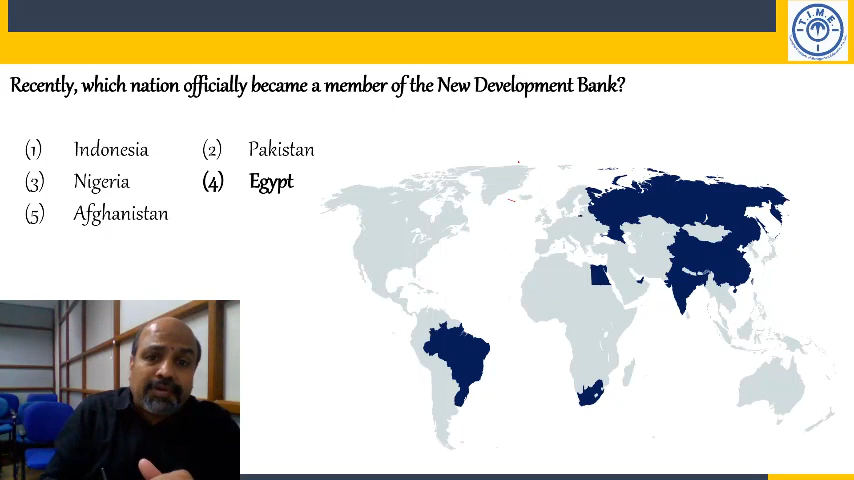 T.I.M.E.
Recently, which nation officially became a member of the New Development Bank?
(1) Indonesia (2) Pakistan
(3) Nigeria (4) Egypt
(5) Afghanistan